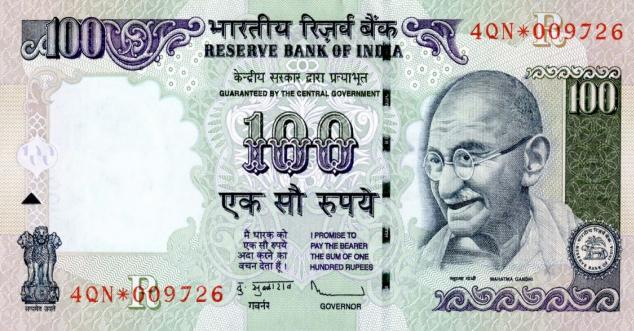 100 भारतीय रिज़र्व बैंक 4QN*009726
RESERVE BANK OF INDIA
केन्द्रीय सरकार द्वारा प्रत्याभूत
GUARANTEED BY THE CENTRAL GOVERNMENT
100
100
एक सौ रुपये
मैं धारक को
एक सौ रुपये
अदा करने का
वचन देता हूँ।
I PROMISE TO
PAY THE BEARER
THE SUM OF ONE
HUNDRED RUPEES
गवर्नर GOVERNOR
महात्मा गांधी MAHATMA GANDHI
सत्यमेव जयते
R
4QN*009726
R